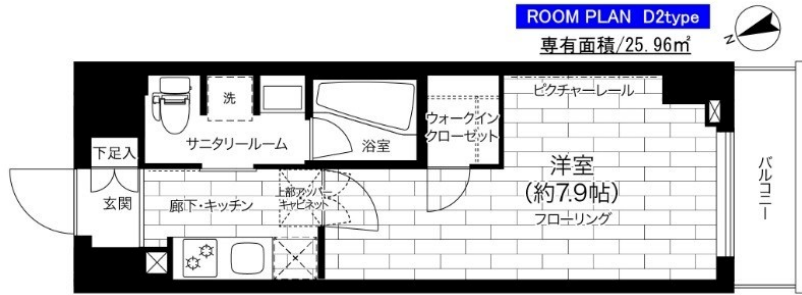 ROOM PLAN D2type
専有面積/25.96㎡
N
洗
サニタリールーム
浴室
ウォークイン
クローゼット
ピクチャーレール
下足入
玄関
廊下・キッチン
上部アッパー
キャビネット
洋室
(約7.9帖)
フローリング
バルコニー